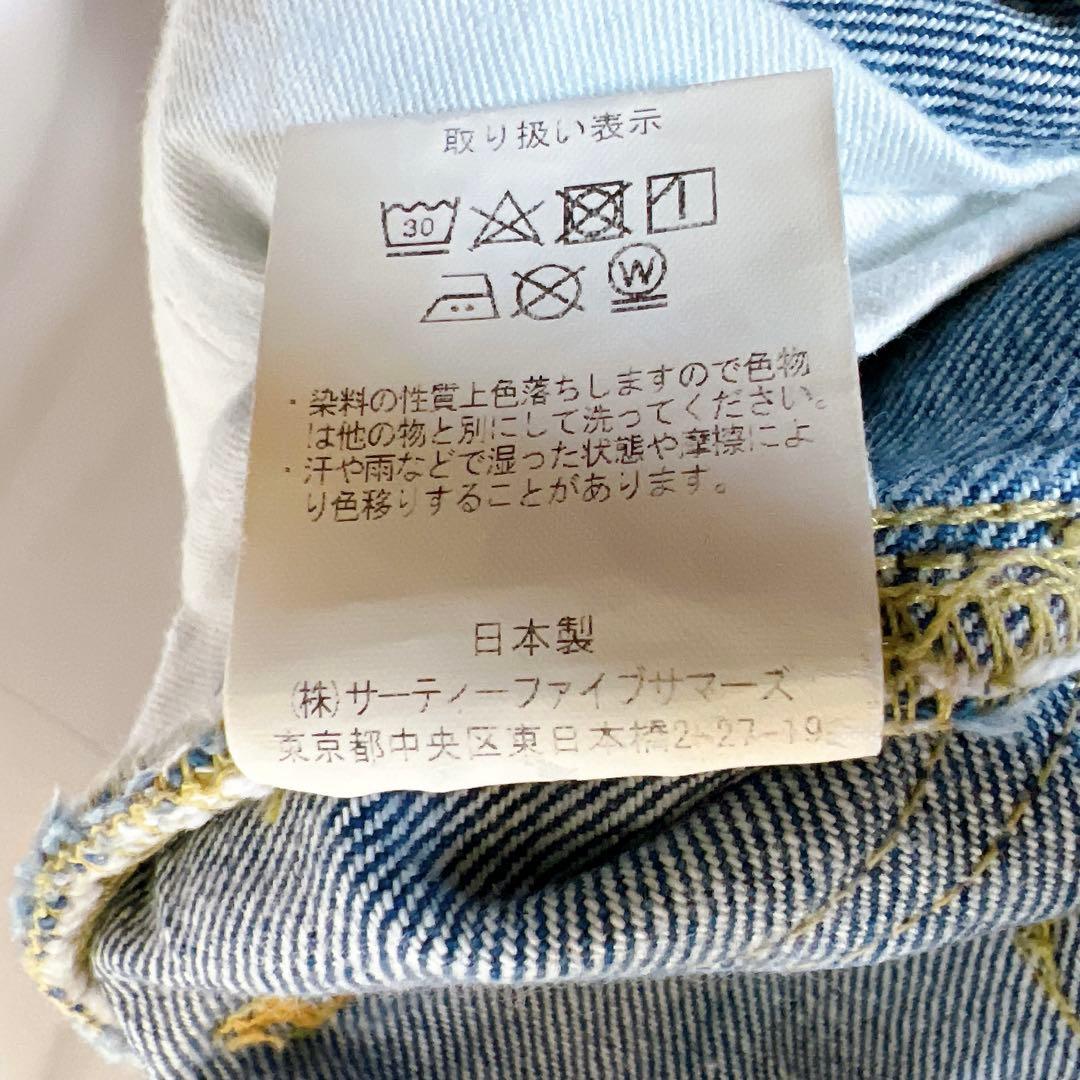 取り扱い表示
30
W
・染料の性質上色落ちしますので色物
は他の物と別にして洗ってください。
・汗や雨などで湿った状態や摩擦によ
り色移りすることがあります。
日本製
(株)サーティーファイブサマーズ
東京都中央区東日本橋2-27-19